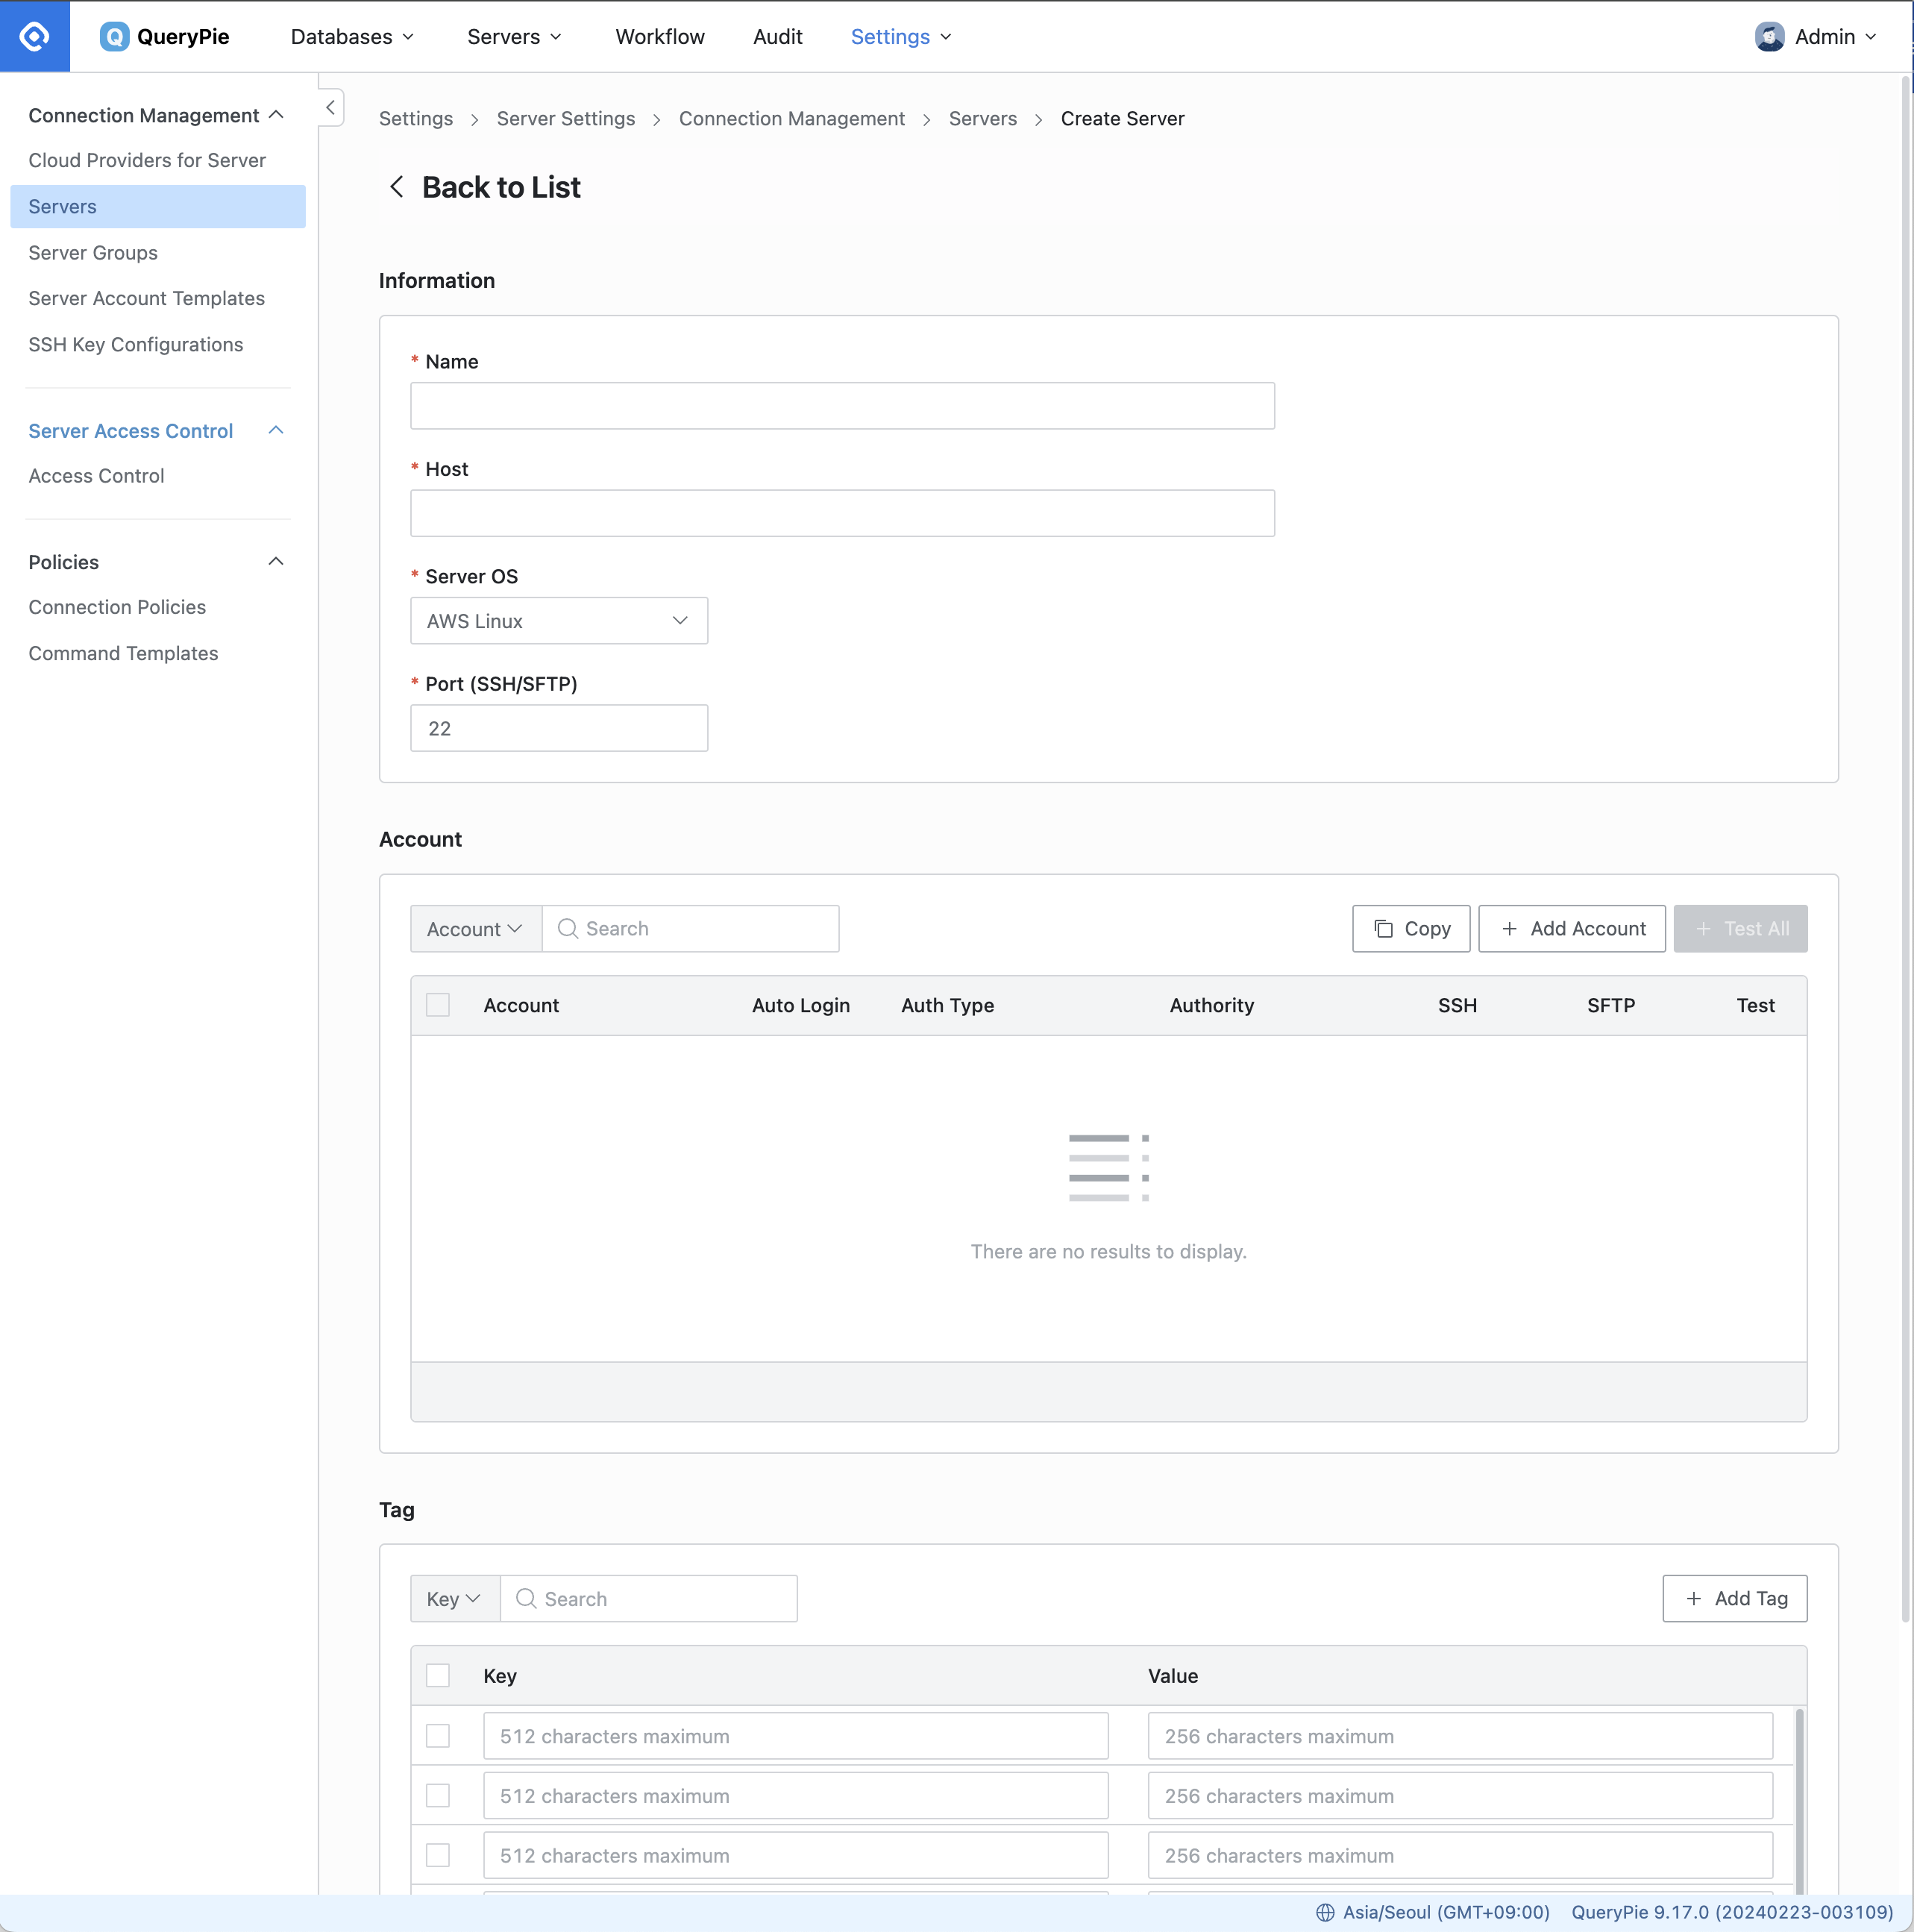 QueryPie
Databases
Servers
Workflow
Audit
Settings
Admin
Connection Management
Cloud Providers for Server
Servers
Server Groups
Server Account Templates
SSH Key Configurations
Server Access Control
Access Control
Policies
Connection Policies
Command Templates
Settings > Server Settings > Connection Management > Servers > Create Server
Back to List
Information
* Name
* Host
* Server OS
AWS Linux
* Port (SSH/SFTP)
22
Account
Account Search Copy + Add Account + Test All
Account Auto Login Auth Type Authority SSH SFTP Test
There are no results to display.
Tag
Key Search + Add Tag
Key Value
512 characters maximum 256 characters maximum
512 characters maximum 256 characters maximum
512 characters maximum 256 characters maximum
Asia/Seoul (GMT+09:00) QueryPie 9.17.0 (20240223-003109)